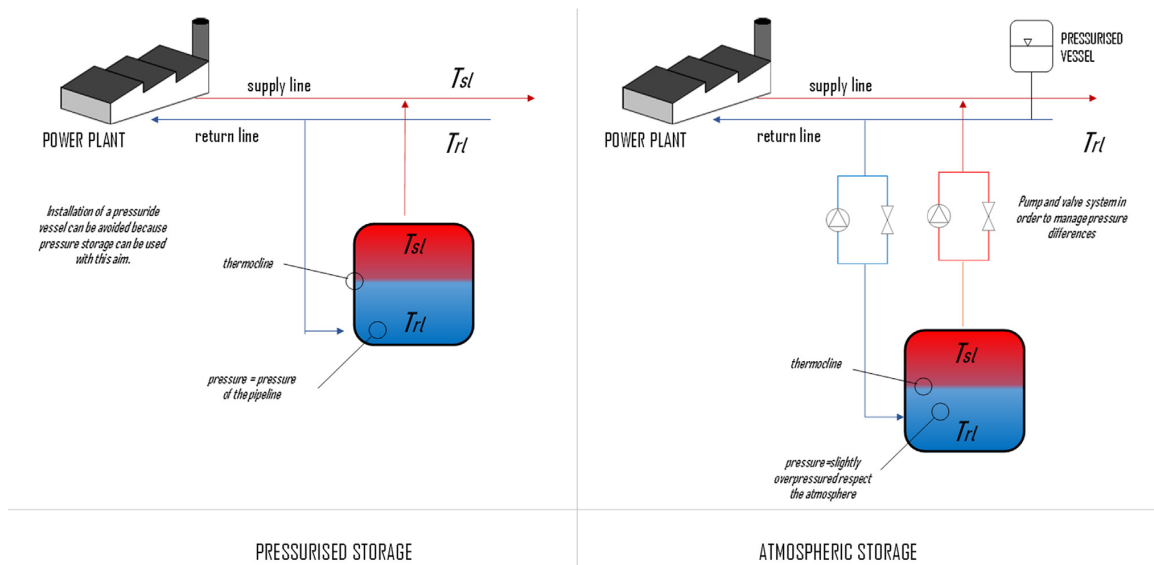 supply line
Tsl
return line
Trl
POWER PLANT
Installation of a pressuride
vessel can be avoided because
pressure storage can be used
with this aim.
thermocline
Tsl
Trl
pressure = pressure
of the pipeline
PRESSURISED STORAGE
PRESSURISED
VESSEL
supply line
return line
Trl
POWER PLANT
Pump and valve system in
order to manage pressure
differences
thermocline
Tsl
Trl
pressure=slightly
overpressured respect
the atmosphere
ATMOSPHERIC STORAGE